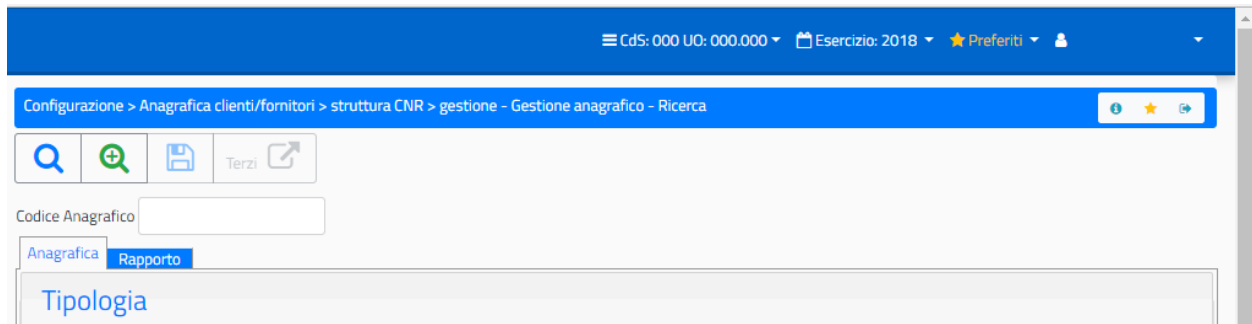 CdS: 000 UO: 000.000 Esercizio: 2018 Preferiti
Configurazione > Anagrafica clienti/fornitori > struttura CNR > gestione - Gestione anagrafico - Ricerca
Terzi
Codice Anagrafico
Anagrafica Rapporto
Tipologia